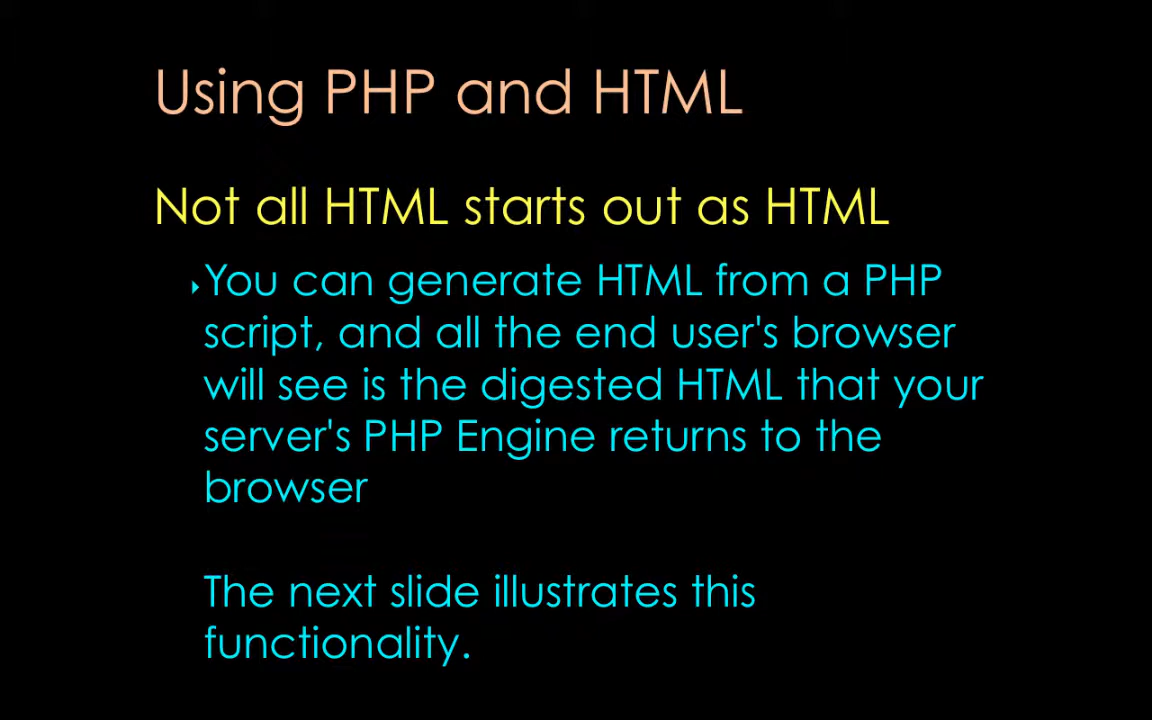 Using PHP and HTML
Not all HTML starts out as HTML
You can generate HTML from a PHP
script, and all the end user's browser
will see is the digested HTML that your
server's PHP Engine returns to the
browser
The next slide illustrates this
functionality.